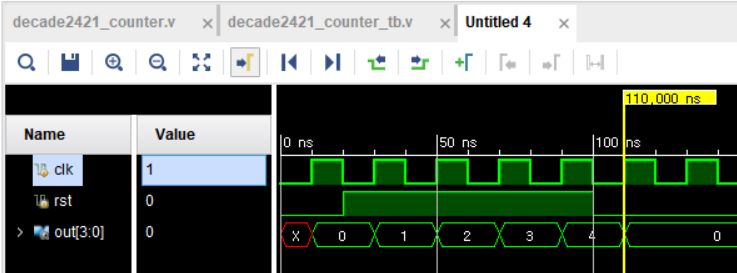 decade2421_counter.v × decade2421_counter_tb.v × Untitled 4 ×
110,000 ns
Name Value 0 ns 50 ns 100 ns
clk 1
rst 0
> out[3:0] 0 X 0 1 2 3 4 0